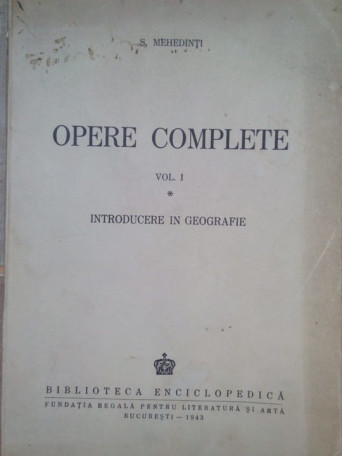 S. MEHEDINȚI
OPERE COMPLETE
VOL. I
*
INTRODUCERE IN GEOGRAFIE
BIBLIOTECA ENCICLOPEDICĂ
FUNDAȚIA REGALĂ PENTRU LITERATURĂ ȘI ARTĂ
BUCUREȘTI — 1943